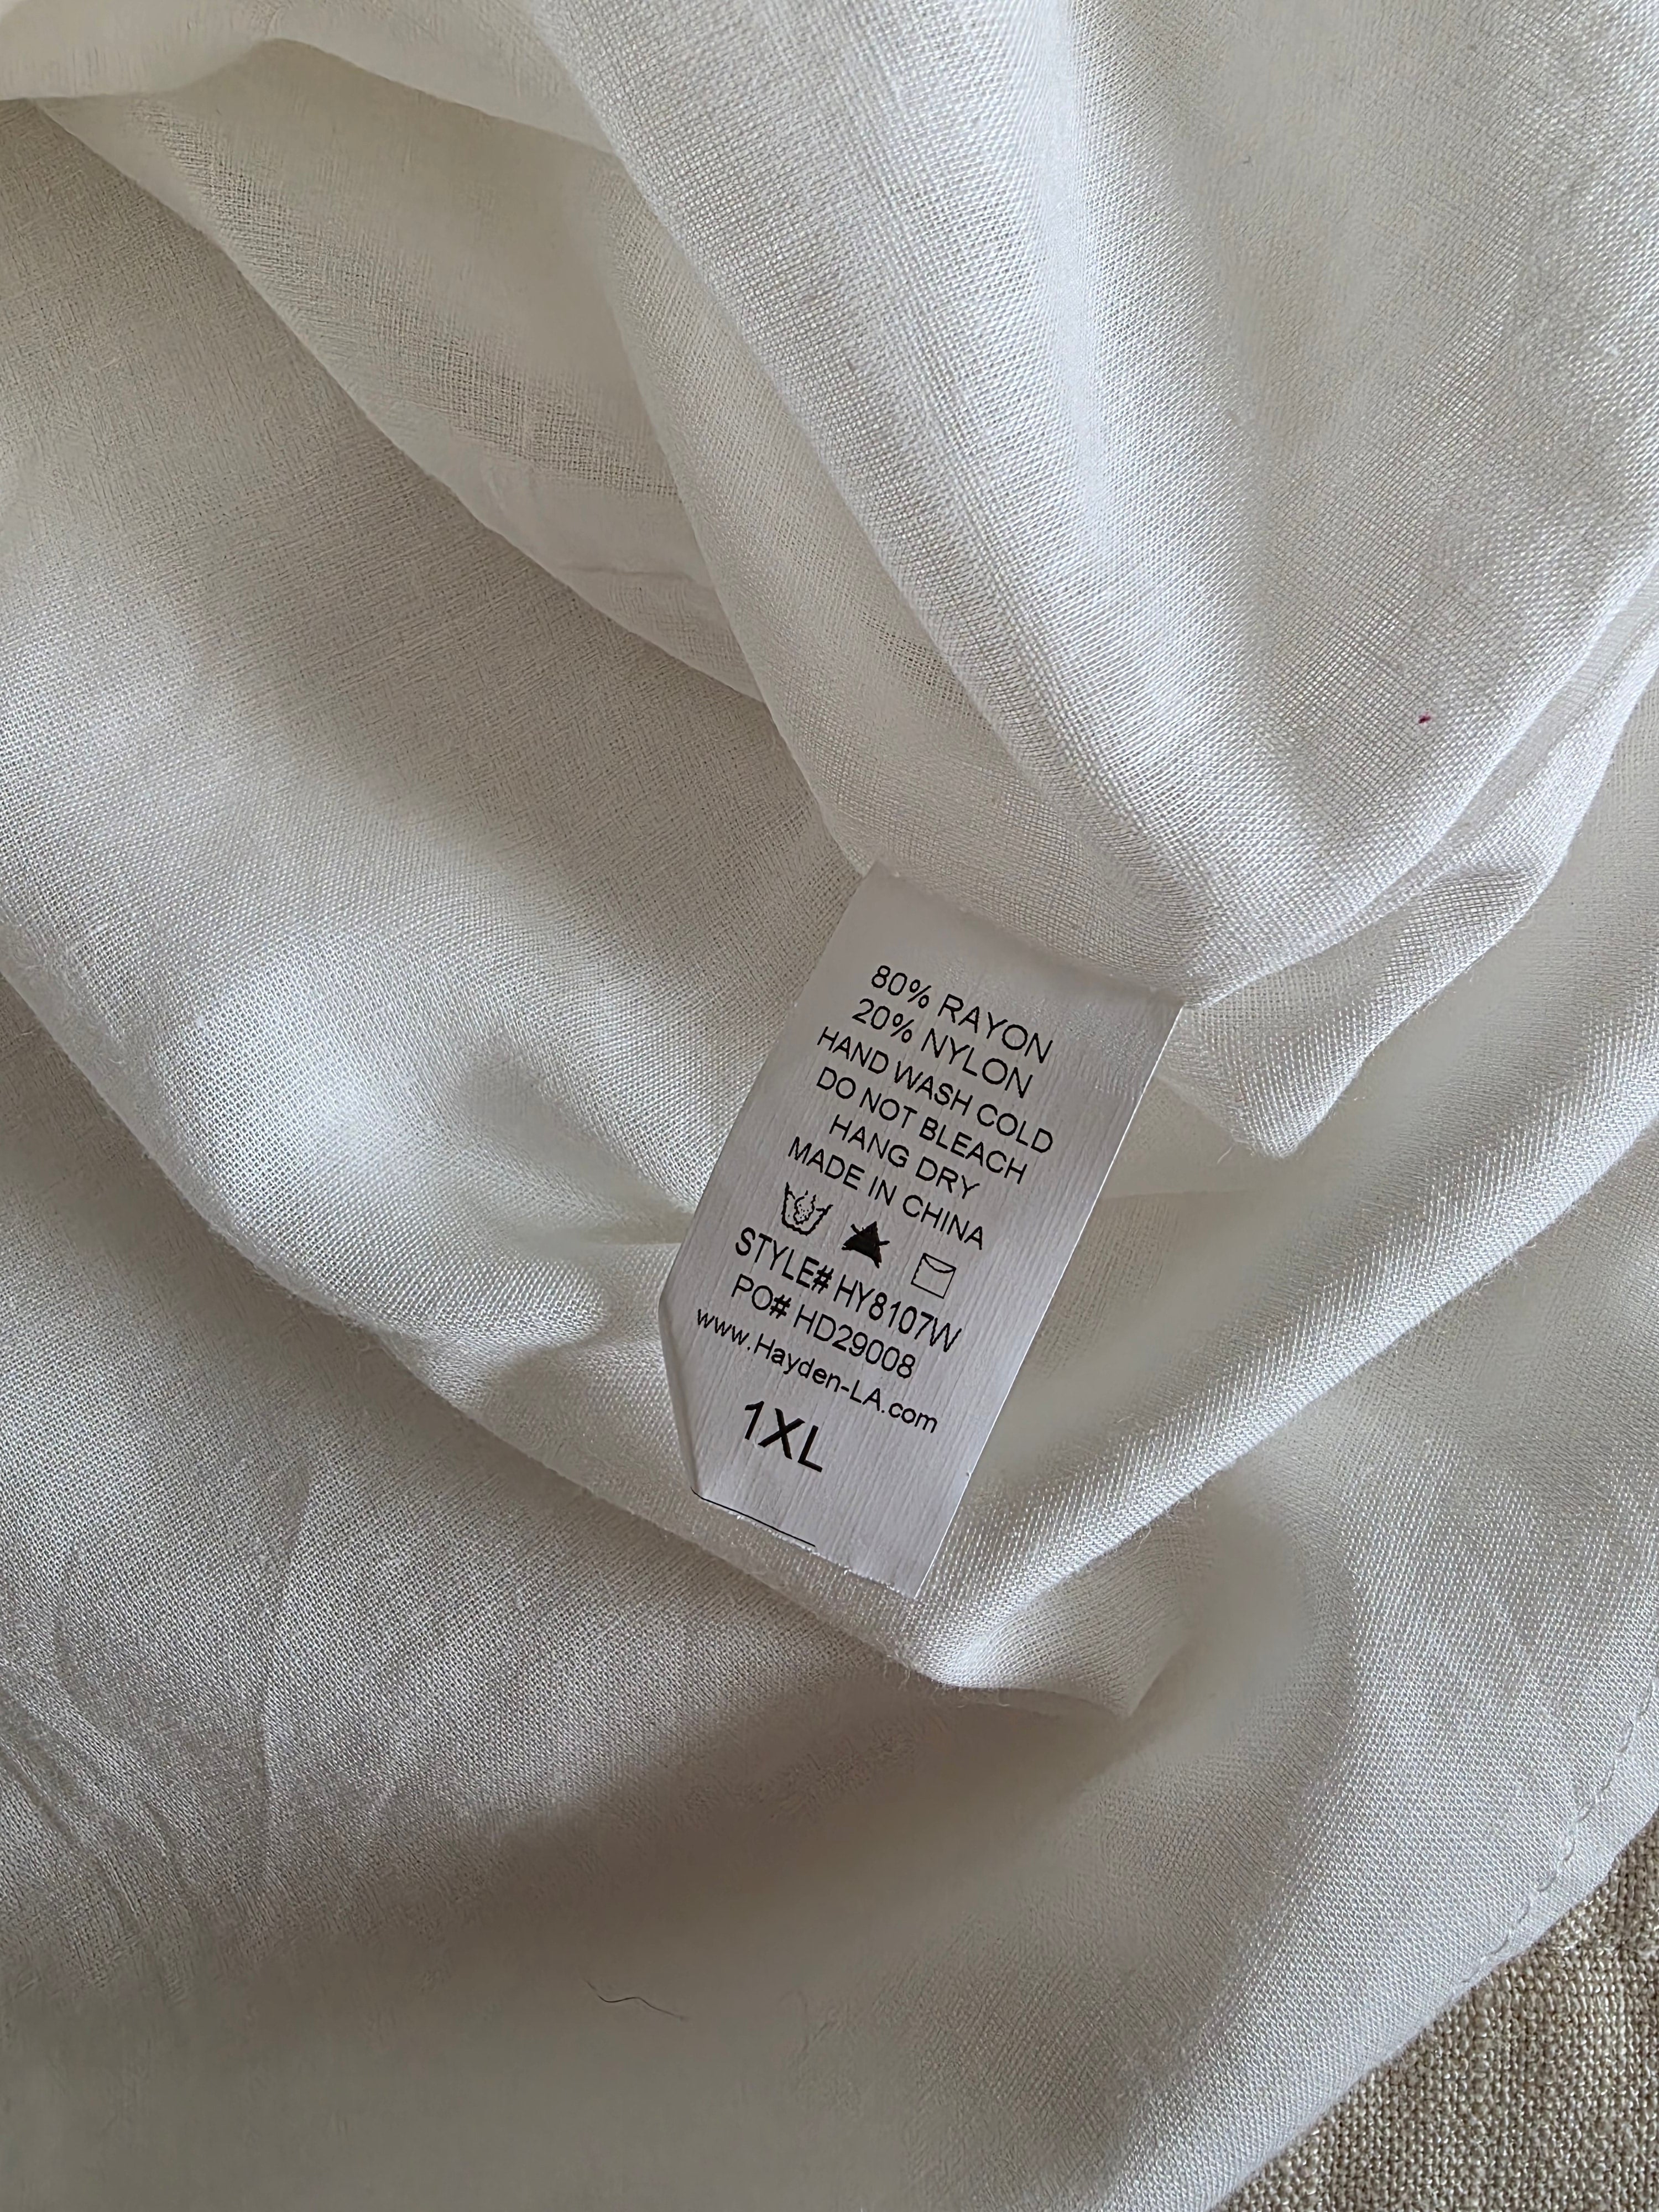 80% RAYON
20% NYLON
HAND WASH COLD
DO NOT BLEACH
HANG DRY
MADE IN CHINA
STYLE# HY8107W
PO# HD29008
www.Hayden-LA.com
1XL